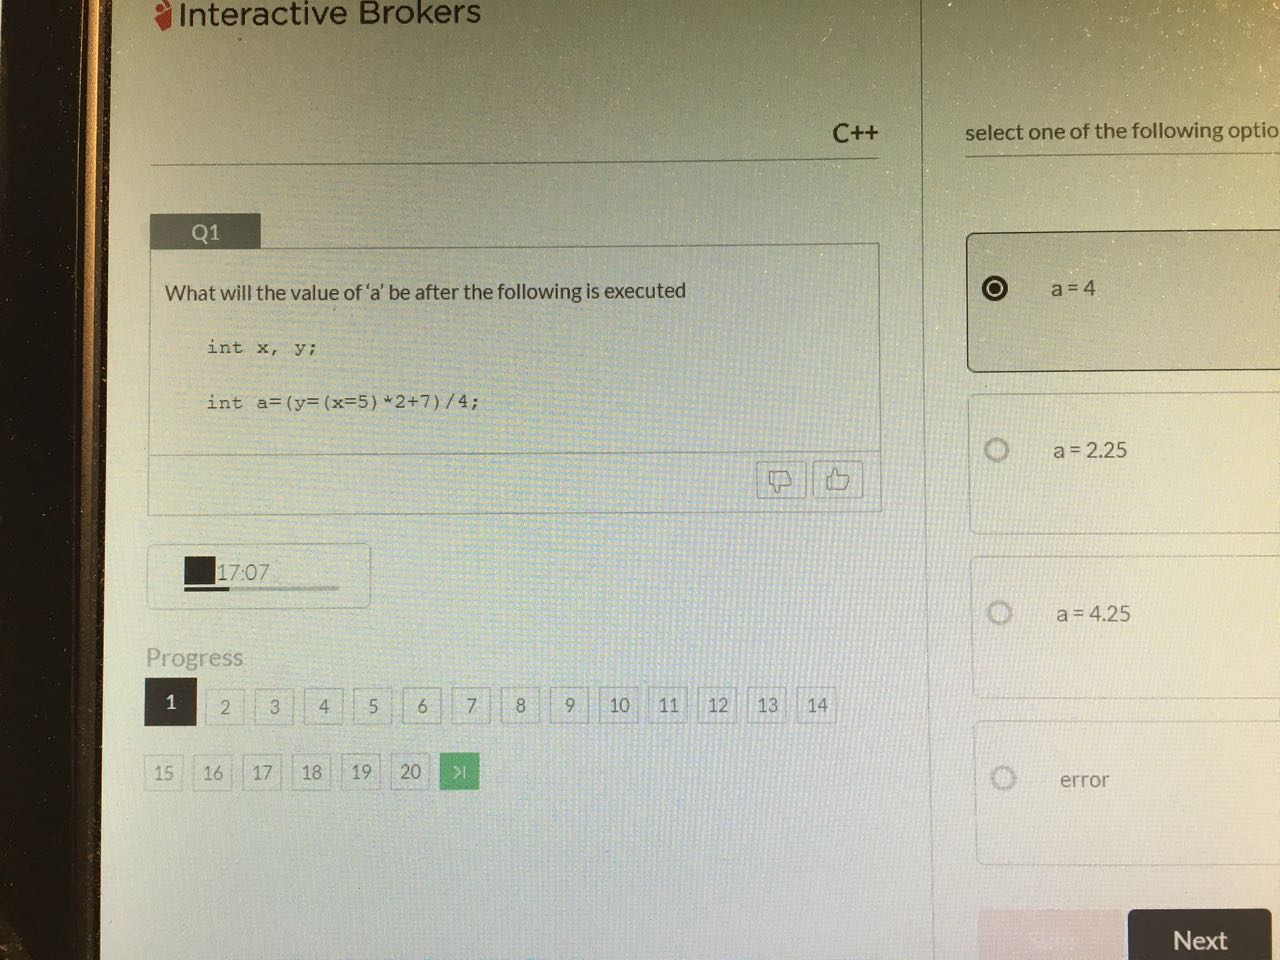 Interactive Brokers
C++
select one of the following optio
Q1
What will the value of 'a' be after the following is executed
int x, y;
int a=(y=(x=5)*2+7)/4;
a = 4
a = 2.25
a = 4.25
error
17:07
Progress
1 2 3 4 5 6 7 8 9 10 11 12 13 14
15 16 17 18 19 20 >|
Skip
Next